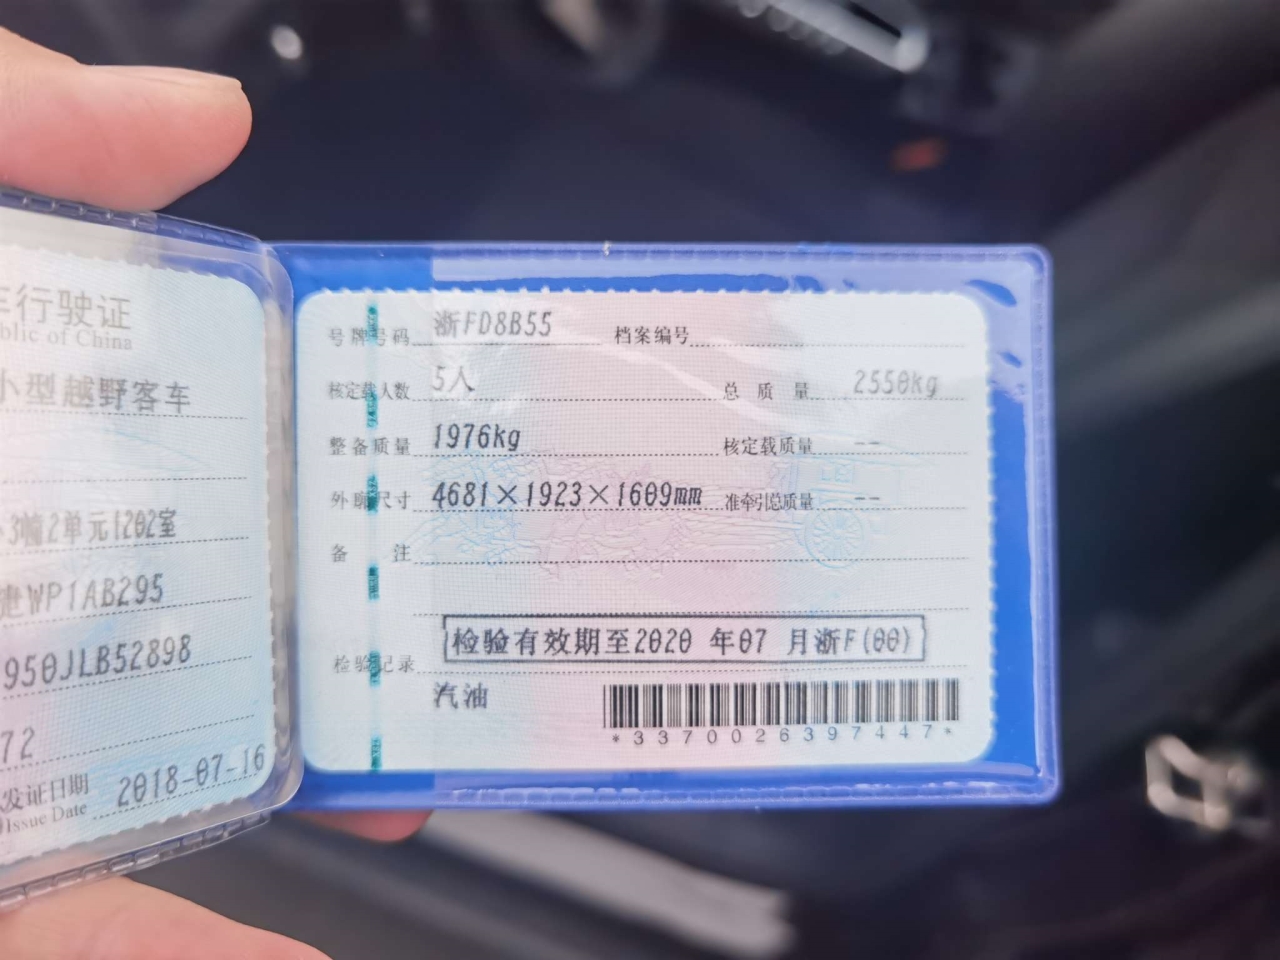 车行驶证
blic of China
小型越野客车
3幢2单元1202室
WP1AB295
950JLB52898
72
发证日期 2018-07-16
Issue Date
号牌号码 浙FD8B55 档案编号
核定载人数 5人 总质量 2550kg
整备质量 1976kg 核定载质量 --
外廓尺寸 4681×1923×1609mm 准牵引总质量 --
备注
检验记录 检验有效期至2020 年07 月浙F(00)
汽油
*3370026397447*